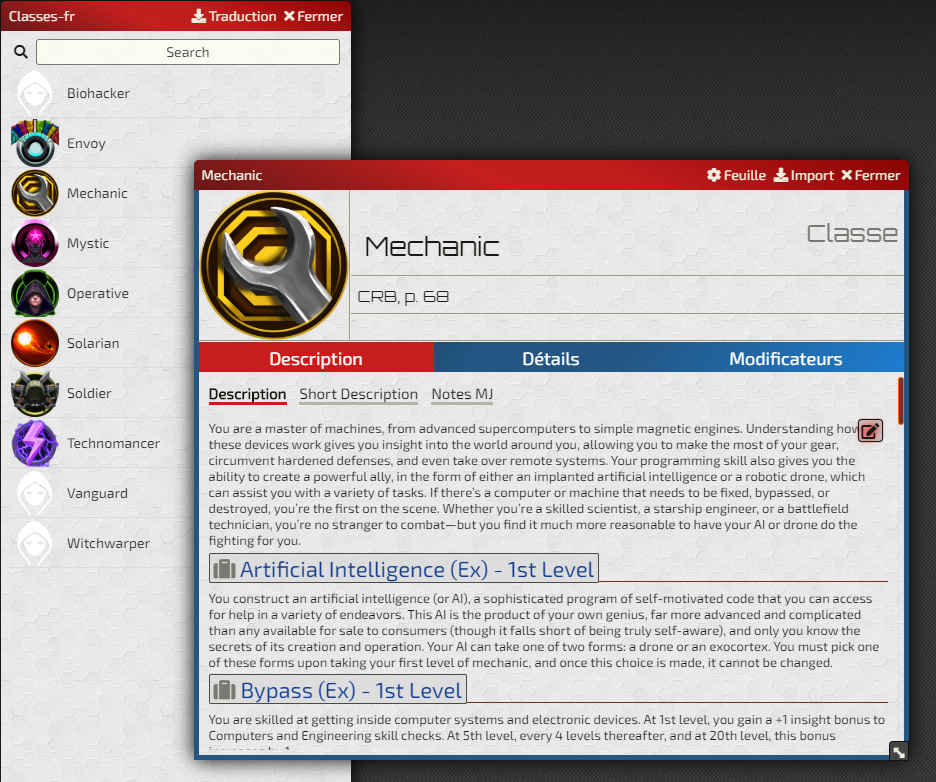 Classes-fr Traduction Fermer
Search
Biohacker
Envoy
Mechanic
Mystic
Operative
Solarian
Soldier
Technomancer
Vanguard
Witchwarper
Mechanic Feuille Import Fermer
Mechanic
Classe
CRB, p. 68
Description Détails Modificateurs
Description Short Description Notes MJ
You are a master of machines, from advanced supercomputers to simple magnetic engines. Understanding how
these devices work gives you insight into the world around you, allowing you to make the most of your gear,
circumvent hardened defenses, and even take over remote systems. Your programming skill also gives you the
ability to create a powerful ally, in the form of either an implanted artificial intelligence or a robotic drone, which
can assist you with a variety of tasks. If there's a computer or machine that needs to be fixed, bypassed, or
destroyed, you're the first on the scene. Whether you're a skilled scientist, a starship engineer, or a battlefield
technician, you're no stranger to combat—but you find it much more reasonable to have your AI or drone do the
fighting for you.
Artificial Intelligence (Ex) - 1st Level
You construct an artificial intelligence (or AI), a sophisticated program of self-motivated code that you can access
for help in a variety of endeavors. This AI is the product of your own genius, far more advanced and complicated
than any available for sale to consumers (though it falls short of being truly self-aware), and only you know the
secrets of its creation and operation. Your AI can take one of two forms: a drone or an exocortex. You must pick one
of these forms upon taking your first level of mechanic, and once this choice is made, it cannot be changed.
Bypass (Ex) - 1st Level
You are skilled at getting inside computer systems and electronic devices. At 1st level, you gain a +1 insight bonus to
Computers and Engineering skill checks. At 5th level, every 4 levels thereafter, and at 20th level, this bonus
increases by 1.